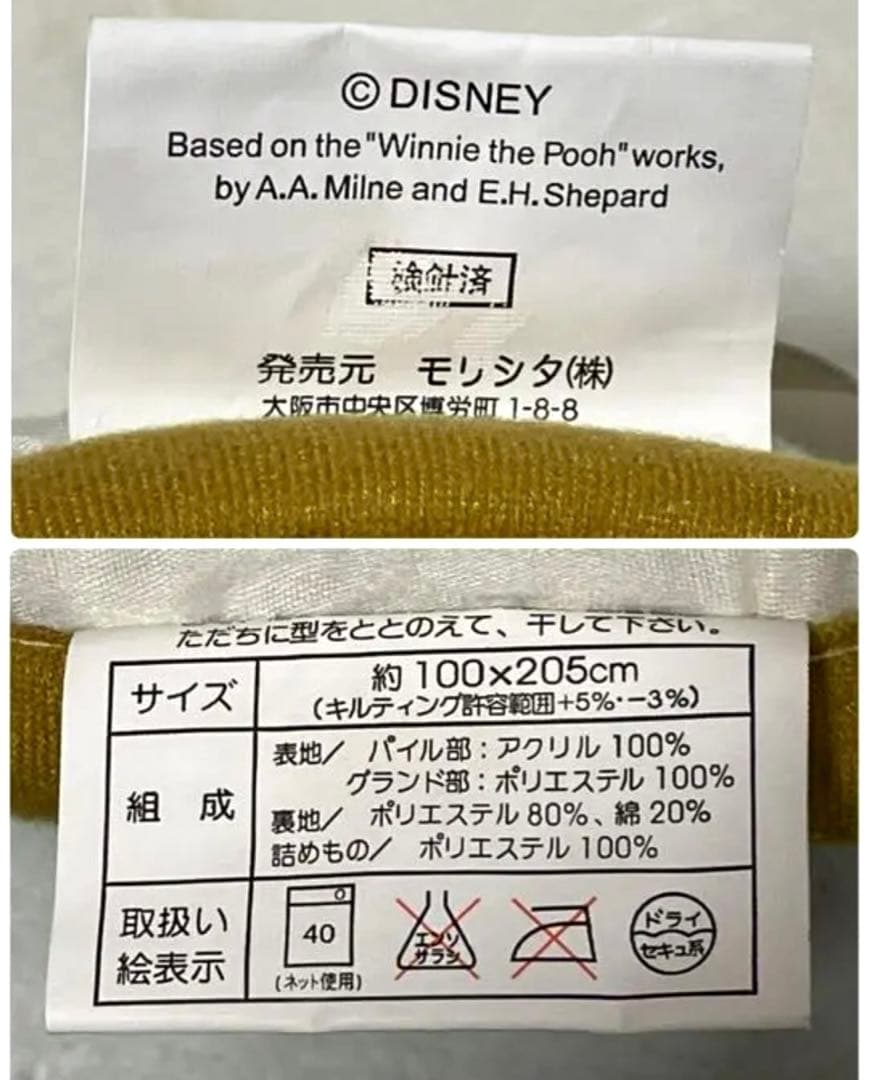 © DISNEY
Based on the "Winnie the Pooh" works,
by A.A. Milne and E.H. Shepard
検針済
発売元 モリシタ(株)
大阪市中央区博労町 1-8-8
ただちに型をととのえて、干して下さい。
サイズ
約 100×205cm
(キルティング許容範囲+5%・-3%)
組 成
表地/ パイル部:アクリル 100%
グランド部:ポリエステル 100%
裏地/ ポリエステル 80%、綿 20%
詰めもの/ ポリエステル 100%
取扱い
絵表示
40
(ネット使用)
エンソ
サラシ
ドライ
セキユ系